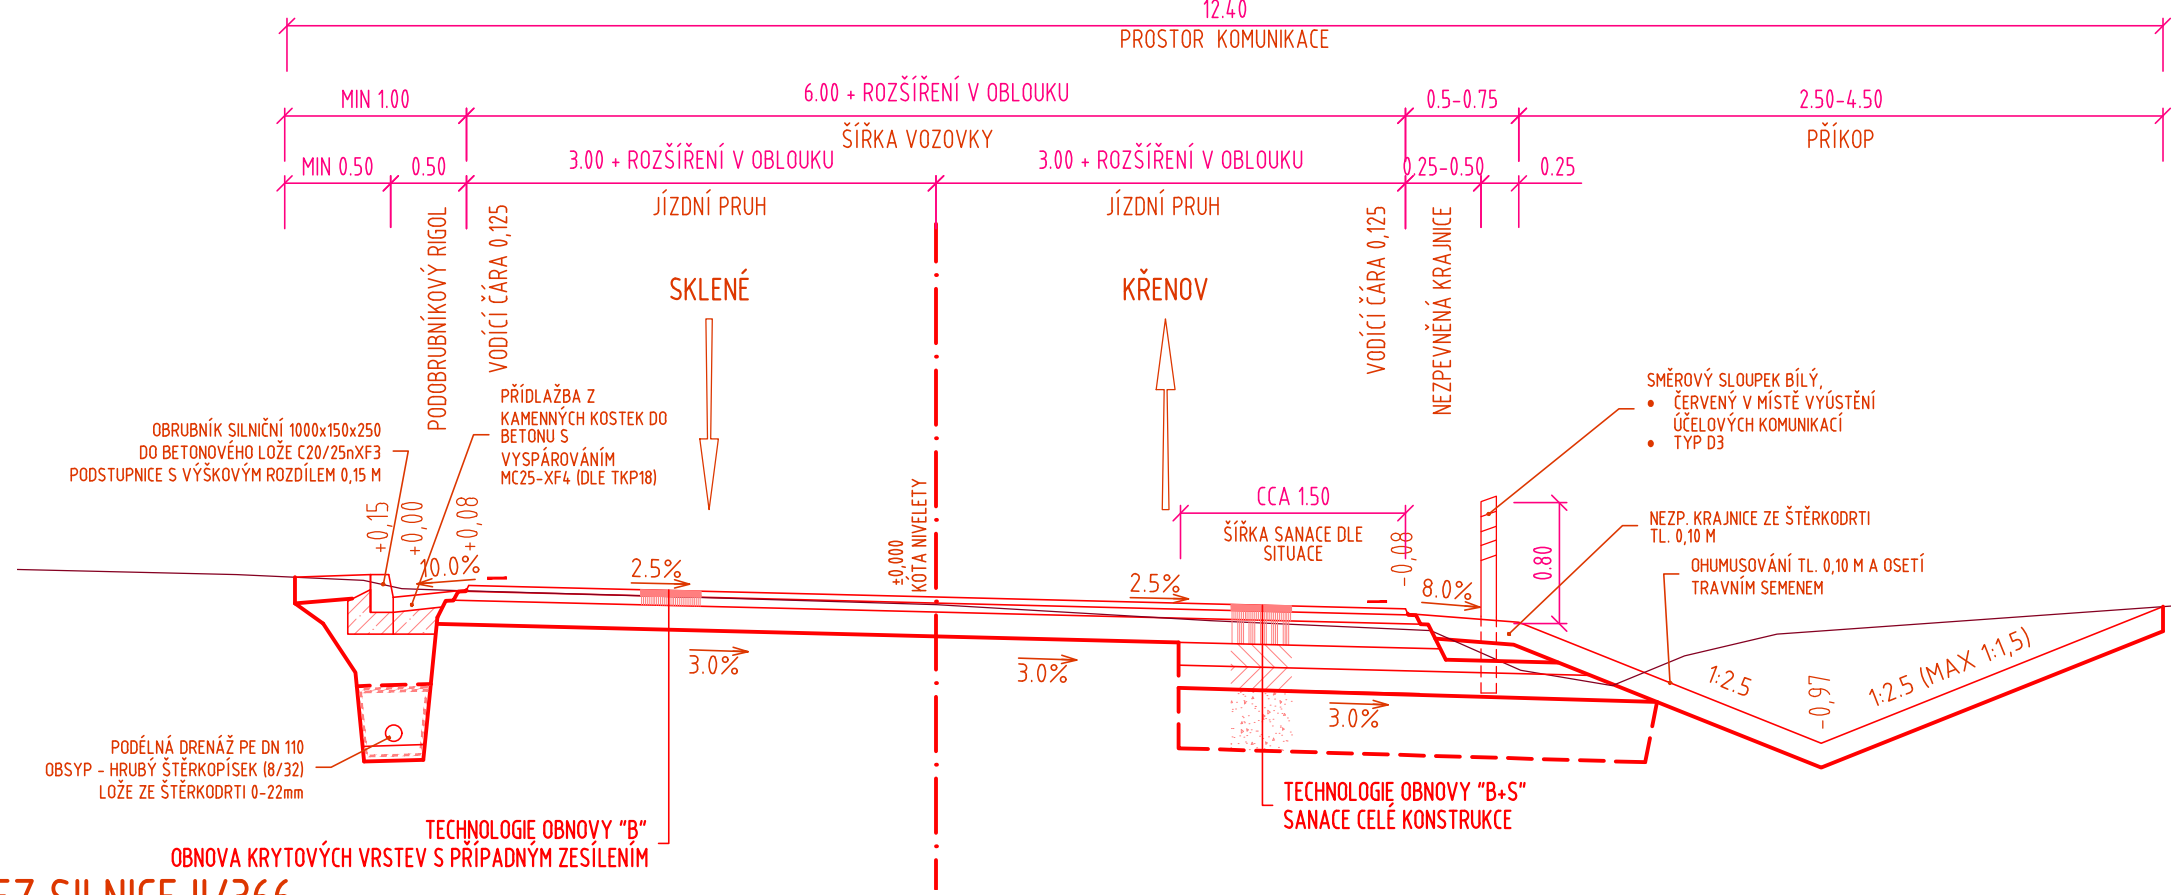 12.40
PROSTOR KOMUNIKACE
MIN 1.00
6.00 + ROZŠÍŘENÍ V OBLOUKU
0.5-0.75
2.50-4.50
ŠÍŘKA VOZOVKY
PŘÍKOP
MIN 0.50
0.50
3.00 + ROZŠÍŘENÍ V OBLOUKU
3.00 + ROZŠÍŘENÍ V OBLOUKU
0.25-0.50
0.25
JÍZDNÍ PRUH
JÍZDNÍ PRUH
PODOBRUBNÍKOVÝ RIGOL
VODÍCÍ ČÁRA 0,125
VODÍCÍ ČÁRA 0,125
NEZPEVNĚNÁ KRAJNICE
SKLENÉ
KŘENOV
OBRUBNÍK SILNIČNÍ 1000x150x250
DO BETONOVÉHO LOŽE C20/25nXF3
PODSTUPNICE S VÝŠKOVÝM ROZDÍLEM 0,15 M
PŘÍDLAŽBA Z
KAMENNÝCH KOSTEK DO
BETONU S
VYSPÁROVÁNÍM
MC25-XF4 (DLE TKP18)
SMĚROVÝ SLOUPEK BÍLÝ,
• ČERVENÝ V MÍSTĚ VYÚSTĚNÍ
ÚČELOVÝCH KOMUNIKACÍ
• TYP D3
+0,15
+0,00
+0,08
10.0%
2.5%
±0,000
KÓTA NIVELETY
2.5%
CCA 1.50
ŠÍŘKA SANACE DLE
SITUACE
-0,08
8.0%
0.80
NEZP. KRAJNICE ZE ŠTĚRKODRTI
TL. 0,10 M
OHUMUSOVÁNÍ TL. 0,10 M A OSETÍ
TRAVNÍM SEMENEM
3.0%
3.0%
3.0%
1:2.5
-0,97
1:2.5 (MAX 1:1,5)
PODÉLNÁ DRENÁŽ PE DN 110
OBSYP - HRUBÝ ŠTĚRKOPÍSEK (8/32)
LOŽE ZE ŠTĚRKODRTI 0-22mm
TECHNOLOGIE OBNOVY "B"
OBNOVA KRYTOVÝCH VRSTEV S PŘÍPADNÝM ZESÍLENÍM
TECHNOLOGIE OBNOVY "B+S"
SANACE CELÉ KONSTRUKCE
EZ SILNICE II/366